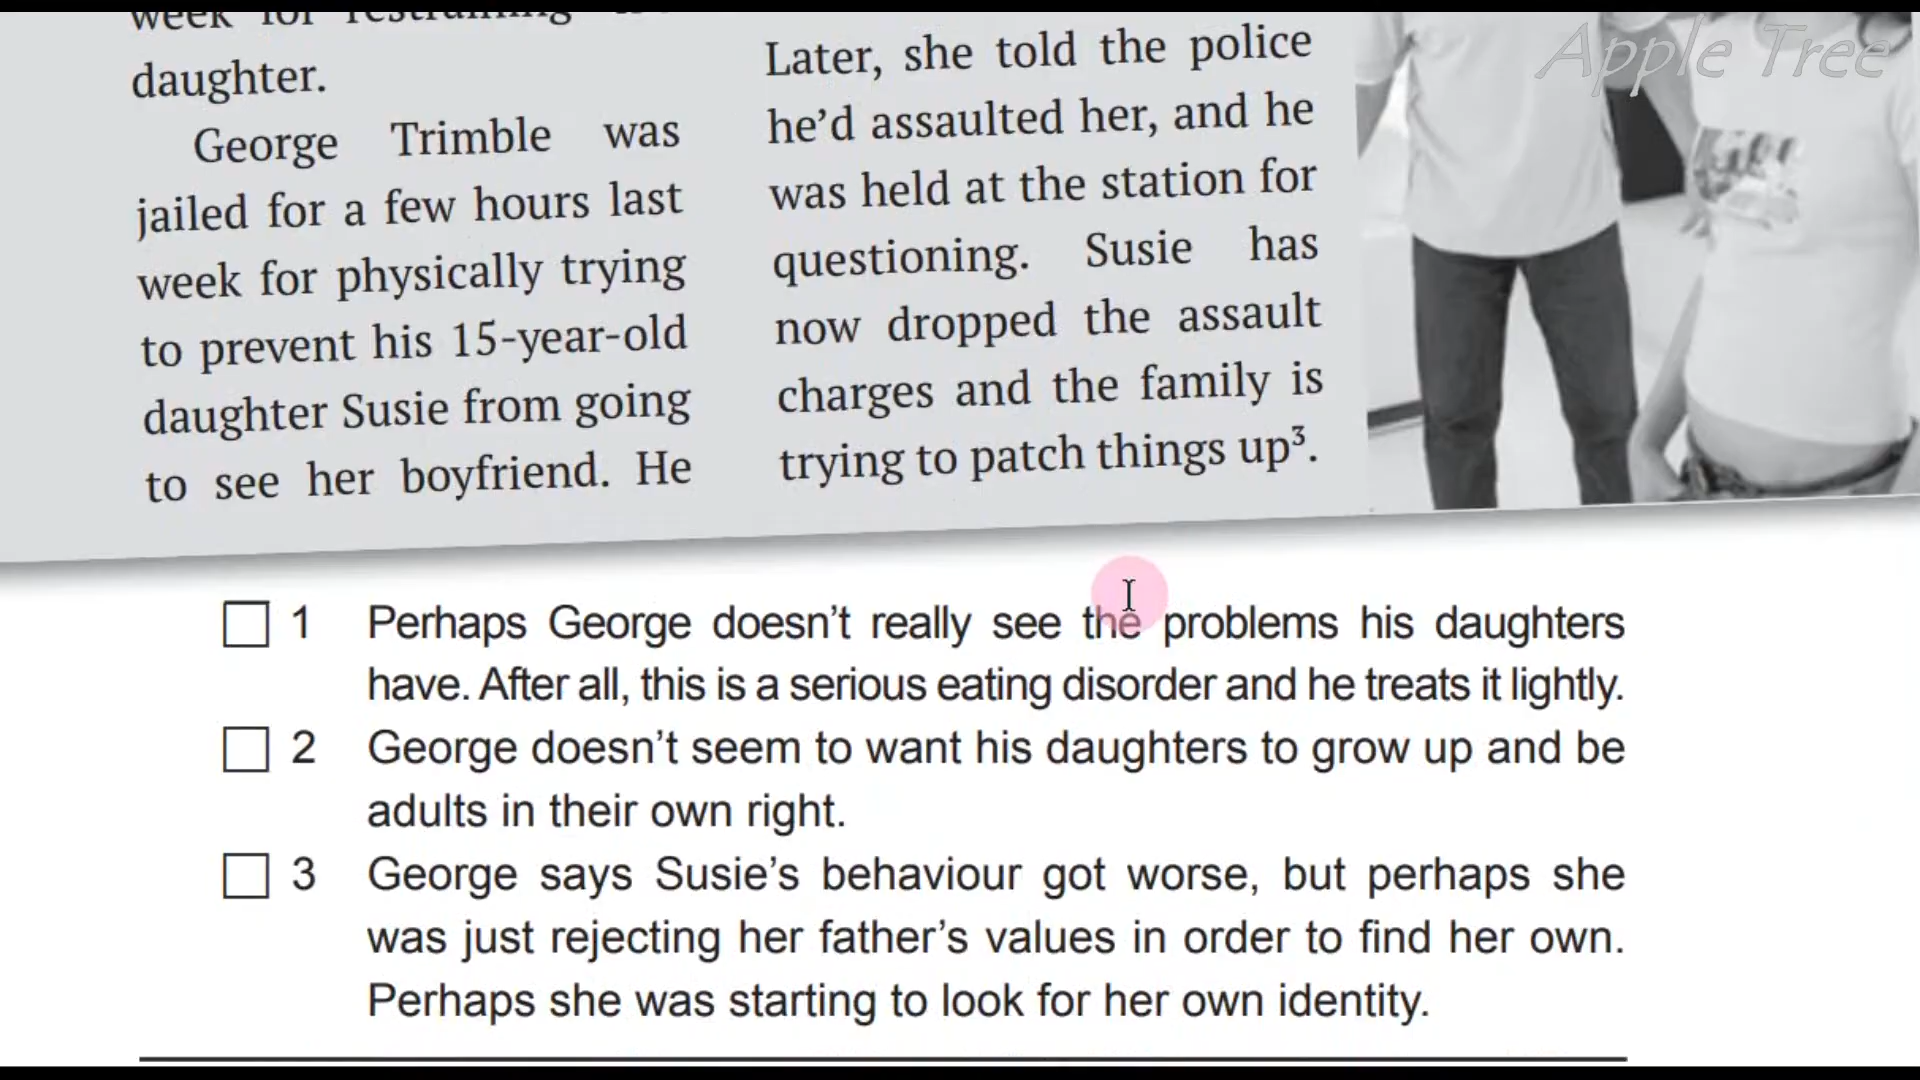 week for restraining
daughter.
George Trimble was
jailed for a few hours last
week for physically trying
to prevent his 15-year-old
daughter Susie from going
to see her boyfriend. He
Later, she told the police
he’d assaulted her, and he
was held at the station for
questioning. Susie has
now dropped the assault
charges and the family is
trying to patch things up³.
Apple Tree
1 Perhaps George doesn’t really see the problems his daughters
have. After all, this is a serious eating disorder and he treats it lightly.
2 George doesn’t seem to want his daughters to grow up and be
adults in their own right.
3 George says Susie’s behaviour got worse, but perhaps she
was just rejecting her father’s values in order to find her own.
Perhaps she was starting to look for her own identity.